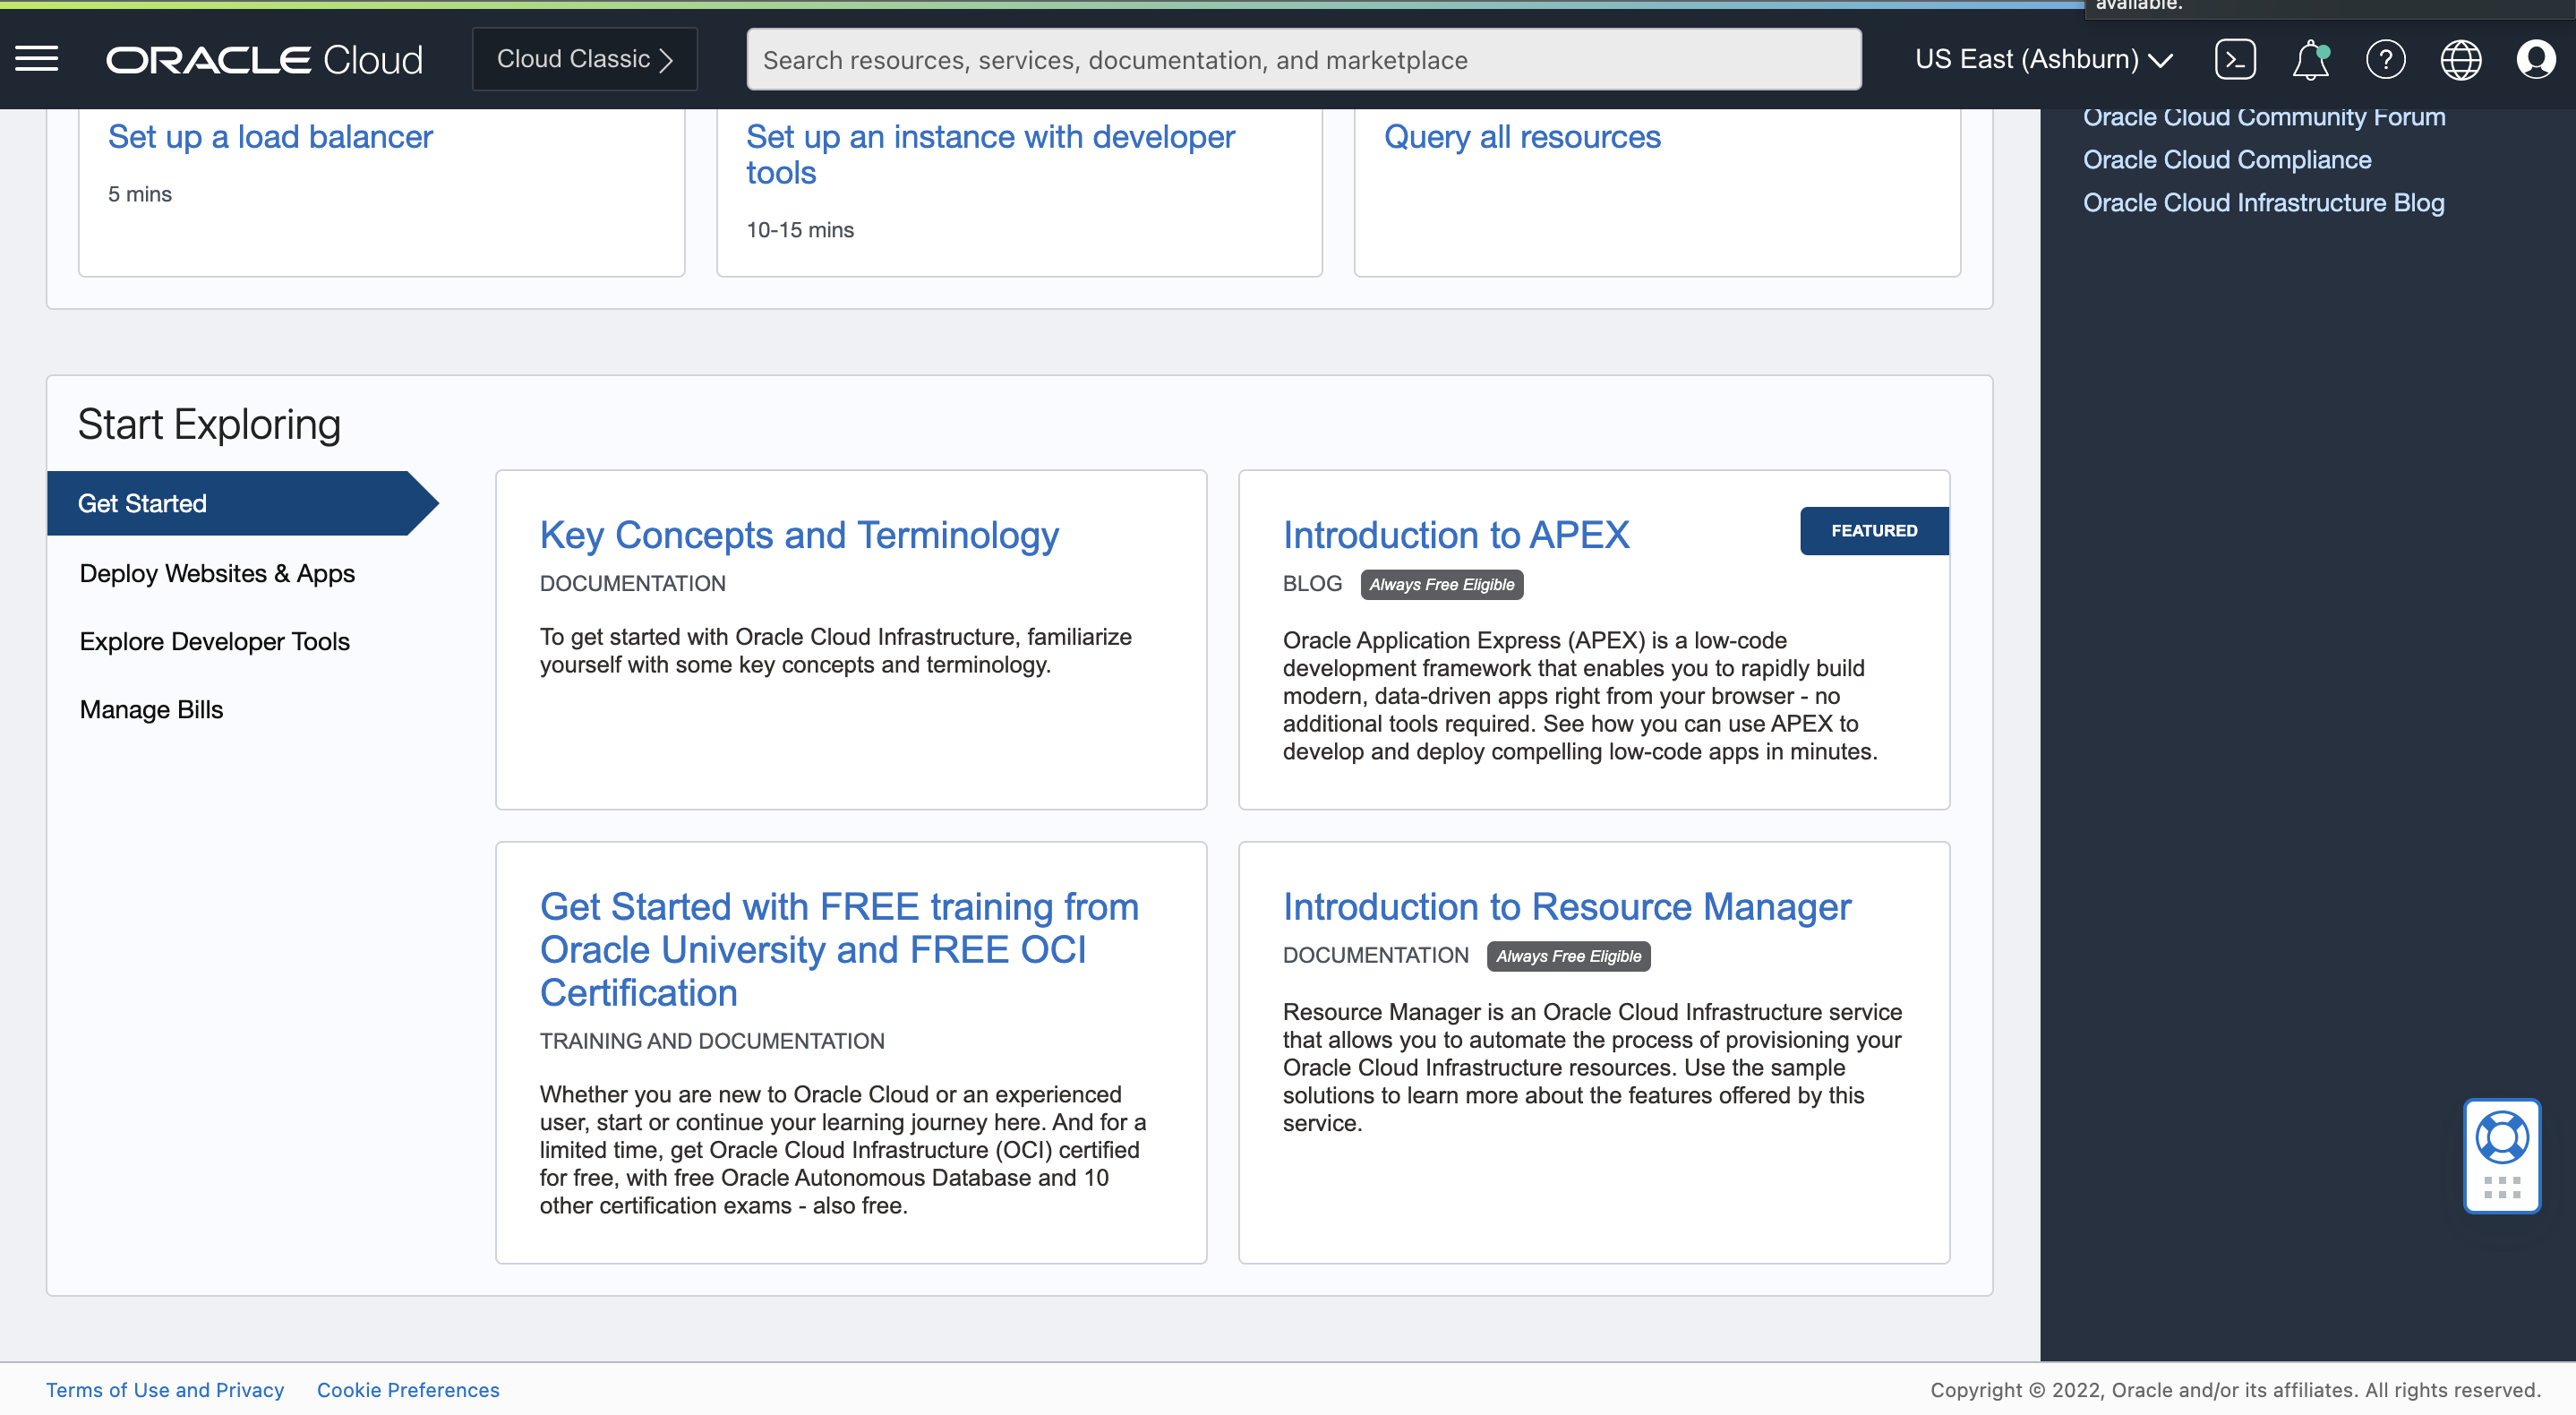 available.
ORACLE Cloud
Cloud Classic
Search resources, services, documentation, and marketplace
US East (Ashburn)
Set up a load balancer
5 mins
Set up an instance with developer
tools
10-15 mins
Query all resources
Oracle Cloud Community Forum
Oracle Cloud Compliance
Oracle Cloud Infrastructure Blog
Start Exploring
Get Started
Deploy Websites & Apps
Explore Developer Tools
Manage Bills
Key Concepts and Terminology
DOCUMENTATION
To get started with Oracle Cloud Infrastructure, familiarize
yourself with some key concepts and terminology.
Introduction to APEX
FEATURED
BLOG Always Free Eligible
Oracle Application Express (APEX) is a low-code
development framework that enables you to rapidly build
modern, data-driven apps right from your browser - no
additional tools required. See how you can use APEX to
develop and deploy compelling low-code apps in minutes.
Get Started with FREE training from
Oracle University and FREE OCI
Certification
TRAINING AND DOCUMENTATION
Whether you are new to Oracle Cloud or an experienced
user, start or continue your learning journey here. And for a
limited time, get Oracle Cloud Infrastructure (OCI) certified
for free, with free Oracle Autonomous Database and 10
other certification exams - also free.
Introduction to Resource Manager
DOCUMENTATION Always Free Eligible
Resource Manager is an Oracle Cloud Infrastructure service
that allows you to automate the process of provisioning your
Oracle Cloud Infrastructure resources. Use the sample
solutions to learn more about the features offered by this
service.
Terms of Use and Privacy
Cookie Preferences
Copyright © 2022, Oracle and/or its affiliates. All rights reserved.